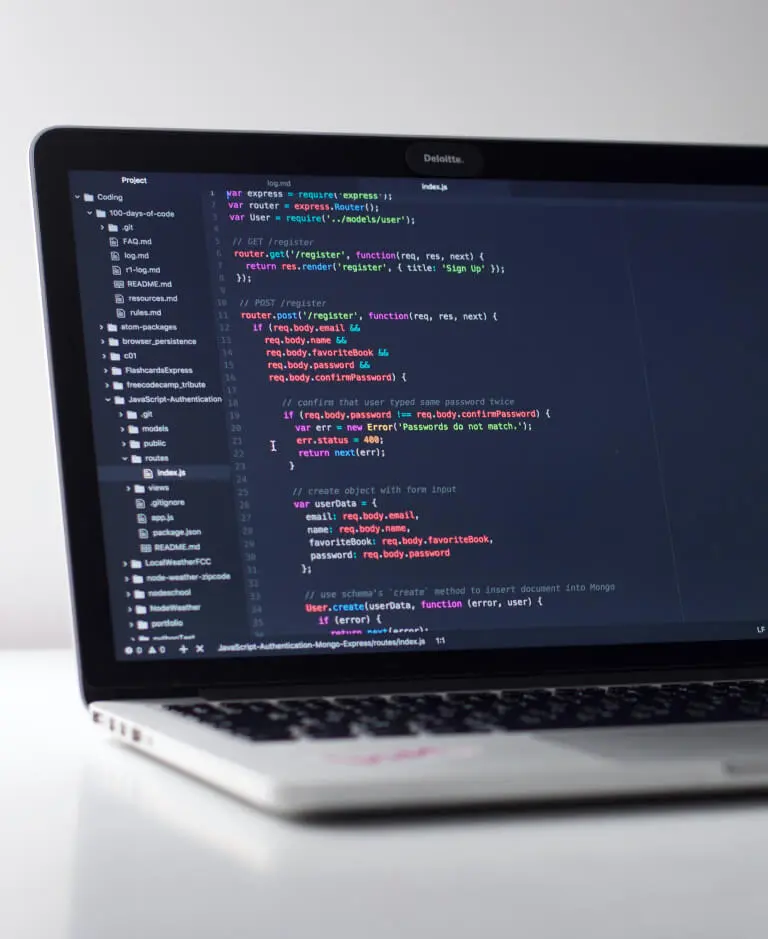 Deloitte.
Project
Coding
100-days-of-code
.git
FAQ.md
log.md
r1-log.md
README.md
resources.md
rules.md
atom-packages
browser_persistence
c01
FlashcardsExpress
freecodecamp_tribute
JavaScript-Authentication
.git
models
public
routes
index.js
views
.gitignore
app.js
package.json
README.md
LocalWeatherFCC
node-weather-zipcode
nodeschool
NodeWeather
portfolio
pythonTest
log.md
index.js
1 var express = require('express');
2 var router = express.Router();
3 var User = require('../models/user');
4
5 // GET /register
6 router.get('/register', function(req, res, next) {
7 return res.render('register', { title: 'Sign Up' });
8 });
9
10 // POST /register
11 router.post('/register', function(req, res, next) {
12 if (req.body.email &&
13 req.body.name &&
14 req.body.favoriteBook &&
15 req.body.password &&
16 req.body.confirmPassword) {
17
18 // confirm that user typed same password twice
19 if (req.body.password !== req.body.confirmPassword) {
20 var err = new Error('Passwords do not match.');
21 err.status = 400;
22 return next(err);
23 }
24
25 // create object with form input
26 var userData = {
27 email: req.body.email,
28 name: req.body.name,
29 favoriteBook: req.body.favoriteBook,
30 password: req.body.password
31 };
32
33 // use schema's `create` method to insert document into Mongo
34 User.create(userData, function (error, user) {
35 if (error) {
36 return next(error);
0 0 JavaScript-Authentication-Mongo-Express/routes/index.js 1:1
LF